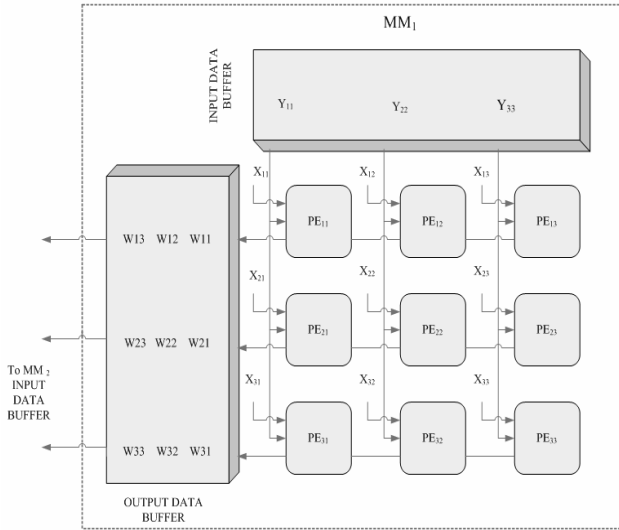 MM₁
INPUT DATA
BUFFER
Y₁₁ Y₂₂ Y₃₃
X₁₁ X₁₂ X₁₃
PE₁₁ PE₁₂ PE₁₃
W13 W12 W11
X₂₁ X₂₂ X₂₃
PE₂₁ PE₂₂ PE₂₃
W23 W22 W21
To MM ₂
INPUT
DATA
BUFFER
X₃₁ X₃₂ X₃₃
PE₃₁ PE₃₂ PE₃₃
W33 W32 W31
OUTPUT DATA
BUFFER